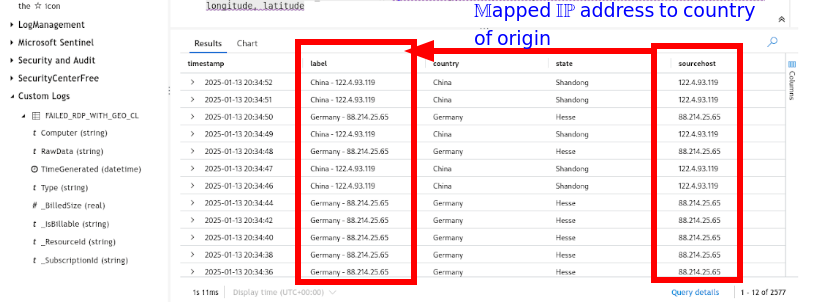 the ☆ icon
LogManagement
Microsoft Sentinel
Security and Audit
SecurityCenterFree
Custom Logs
FAILED_RDP_WITH_GEO_CL
t Computer (string)
t RawData (string)
TimeGenerated (datetime)
t Type (string)
# _BilledSize (real)
t _IsBillable (string)
t _ResourceId (string)
t _SubscriptionId (string)
longitude, latitude
Mapped IP address to country
of origin
Results Chart
timestamp label country state sourcehost
2025-01-13 20:34:52 China - 122.4.93.119 China Shandong 122.4.93.119
2025-01-13 20:34:51 China - 122.4.93.119 China Shandong 122.4.93.119
2025-01-13 20:34:50 Germany - 88.214.25.65 Germany Hesse 88.214.25.65
2025-01-13 20:34:49 China - 122.4.93.119 China Shandong 122.4.93.119
2025-01-13 20:34:48 Germany - 88.214.25.65 Germany Hesse 88.214.25.65
2025-01-13 20:34:47 China - 122.4.93.119 China Shandong 122.4.93.119
2025-01-13 20:34:46 China - 122.4.93.119 China Shandong 122.4.93.119
2025-01-13 20:34:44 Germany - 88.214.25.65 Germany Hesse 88.214.25.65
2025-01-13 20:34:42 Germany - 88.214.25.65 Germany Hesse 88.214.25.65
2025-01-13 20:34:40 Germany - 88.214.25.65 Germany Hesse 88.214.25.65
2025-01-13 20:34:38 Germany - 88.214.25.65 Germany Hesse 88.214.25.65
2025-01-13 20:34:36 Germany - 88.214.25.65 Germany Hesse 88.214.25.65
Columns
1s 11ms Display time (UTC+00:00) Query details 1 - 12 of 2577